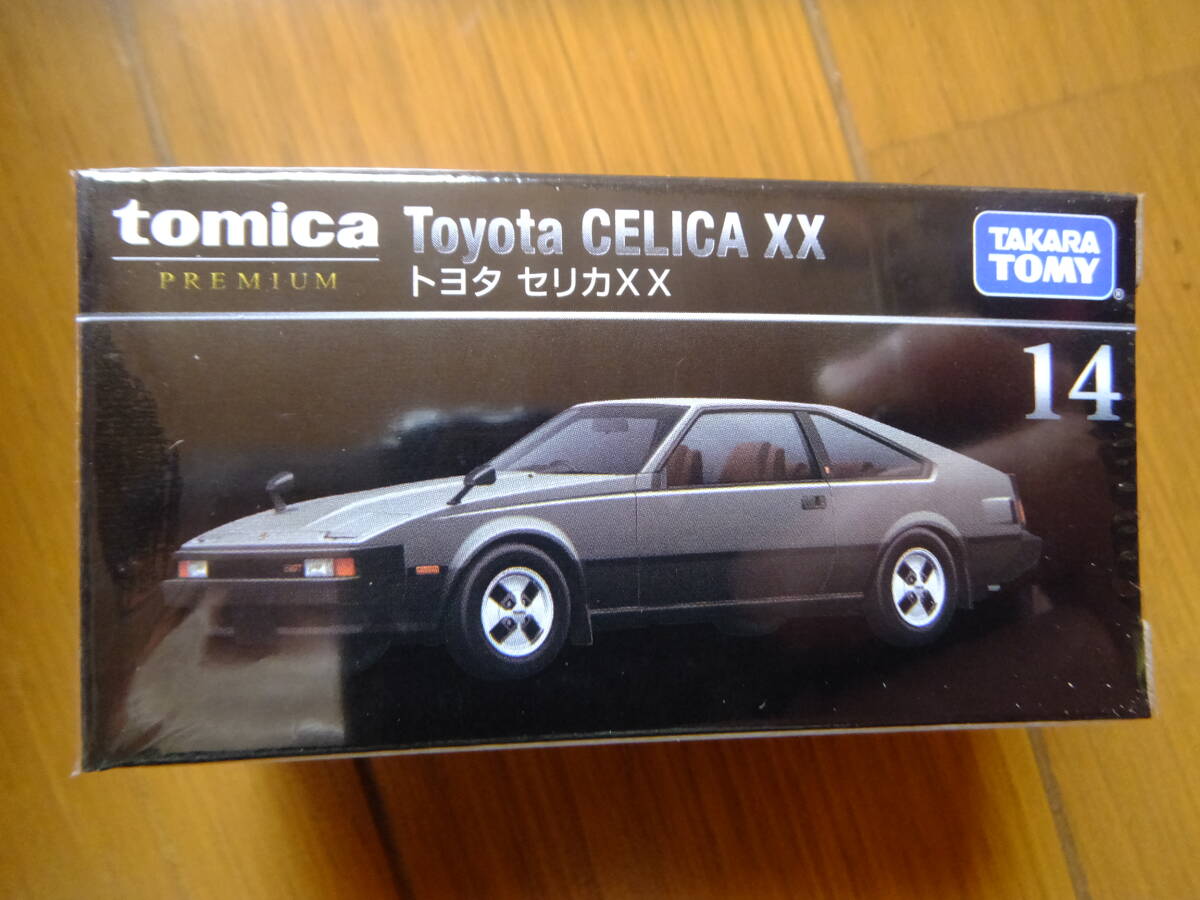 tomica
PREMIUM
Toyota CELICA XX
トヨタ セリカXX
TAKARA
TOMY
®
14